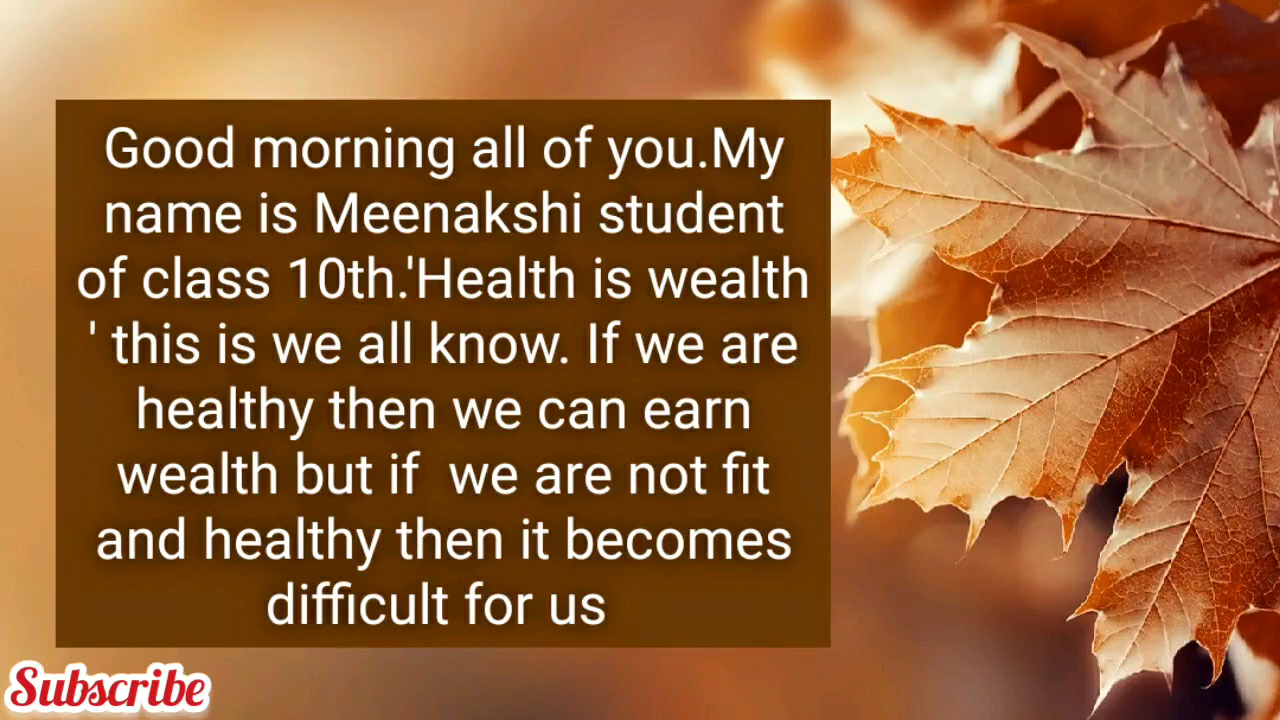 Good morning all of you.My
name is Meenakshi student
of class 10th.'Health is wealth
' this is we all know. If we are
healthy then we can earn
wealth but if  we are not fit
and healthy then it becomes
difficult for us
Subscribe